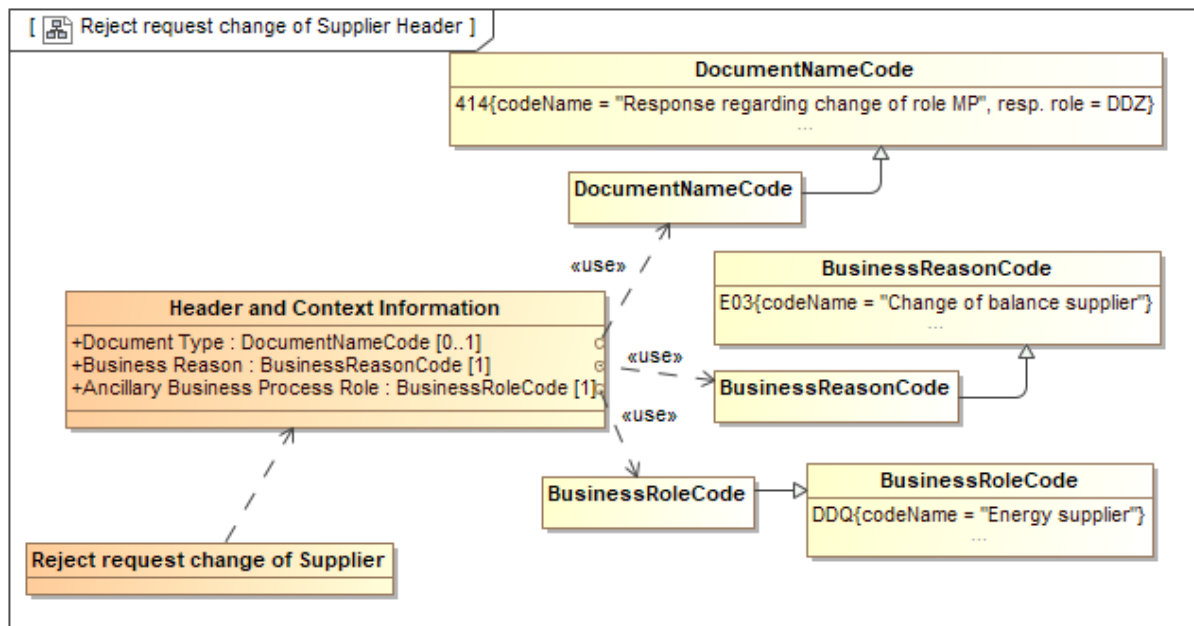 [ Reject request change of Supplier Header ]
DocumentNameCode
414{codeName = "Response regarding change of role MP", resp. role = DDZ}
...
DocumentNameCode
«use»
BusinessReasonCode
E03{codeName = "Change of balance supplier"}
...
Header and Context Information
+Document Type : DocumentNameCode [0..1]
+Business Reason : BusinessReasonCode [1]
+Ancillary Business Process Role : BusinessRoleCode [1]
«use»
BusinessReasonCode
«use»
BusinessRoleCode
BusinessRoleCode
DDQ{codeName = "Energy supplier"}
...
Reject request change of Supplier